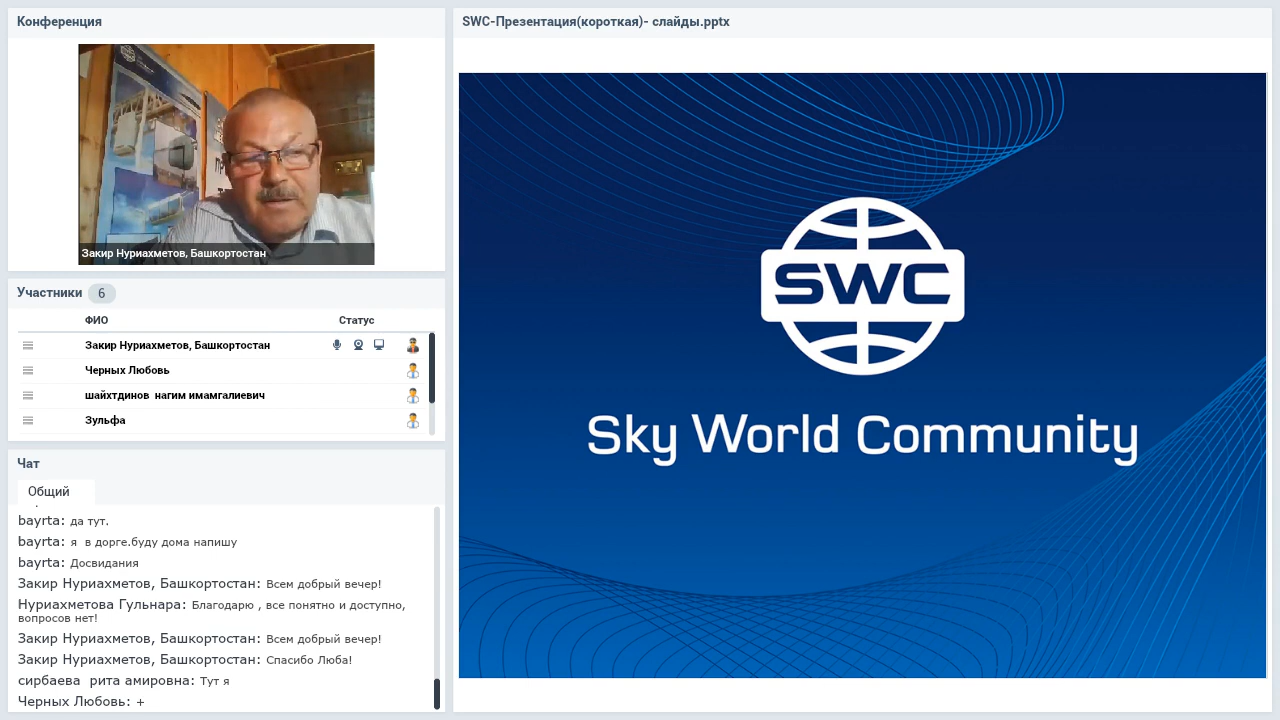 Конференция
Закир Нуриахметов, Башкортостан
Участники 6
ФИО Статус
Закир Нуриахметов, Башкортостан
Черных Любовь
шайхтдинов нагим имамгалиевич
Зульфа
Чат
Общий
bayrta: да тут.
bayrta: я в дорге.буду дома напишу
bayrta: Досвидания
Закир Нуриахметов, Башкортостан: Всем добрый вечер!
Нуриахметова Гульнара: Благодарю , все понятно и доступно,
вопросов нет!
Закир Нуриахметов, Башкортостан: Всем добрый вечер!
Закир Нуриахметов, Башкортостан: Спасибо Люба!
сирбаева рита амировна: Тут я
Черных Любовь: +
SWC-Презентация(короткая)- слайды.pptx
SWC
Sky World Community